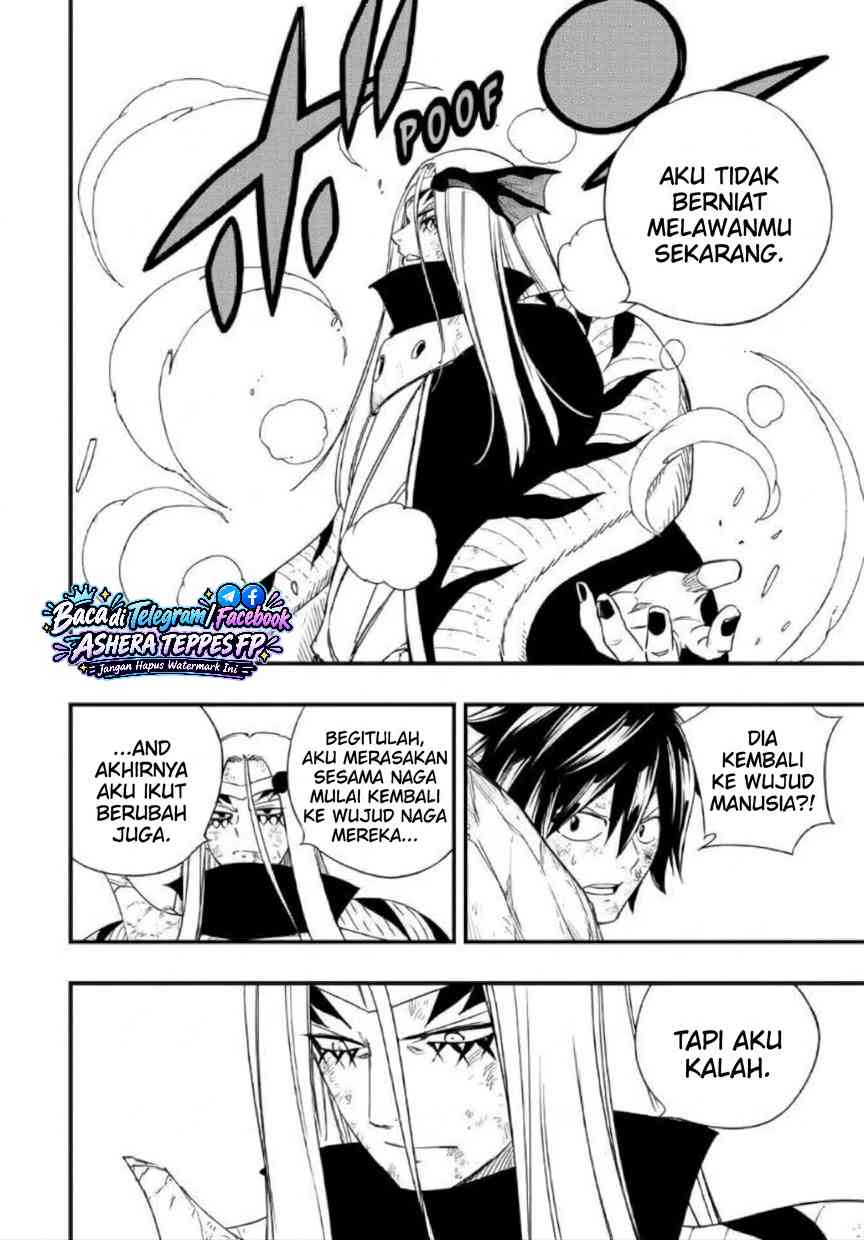 POOF
AKU TIDAK
BERNIAT
MELAWANMU
SEKARANG.
Baca di Telegram/Facebook
ASHERA TEPPES FP
Jangan Hapus Watermark Ini
DIA
KEMBALI
KE WUJUD
MANUSIA?!
BEGITULAH,
AKU MERASAKAN
SESAMA NAGA
MULAI KEMBALI
KE WUJUD NAGA
MEREKA...
...AND
AKHIRNYA
AKU IKUT
BERUBAH
JUGA.
TAPI AKU
KALAH.